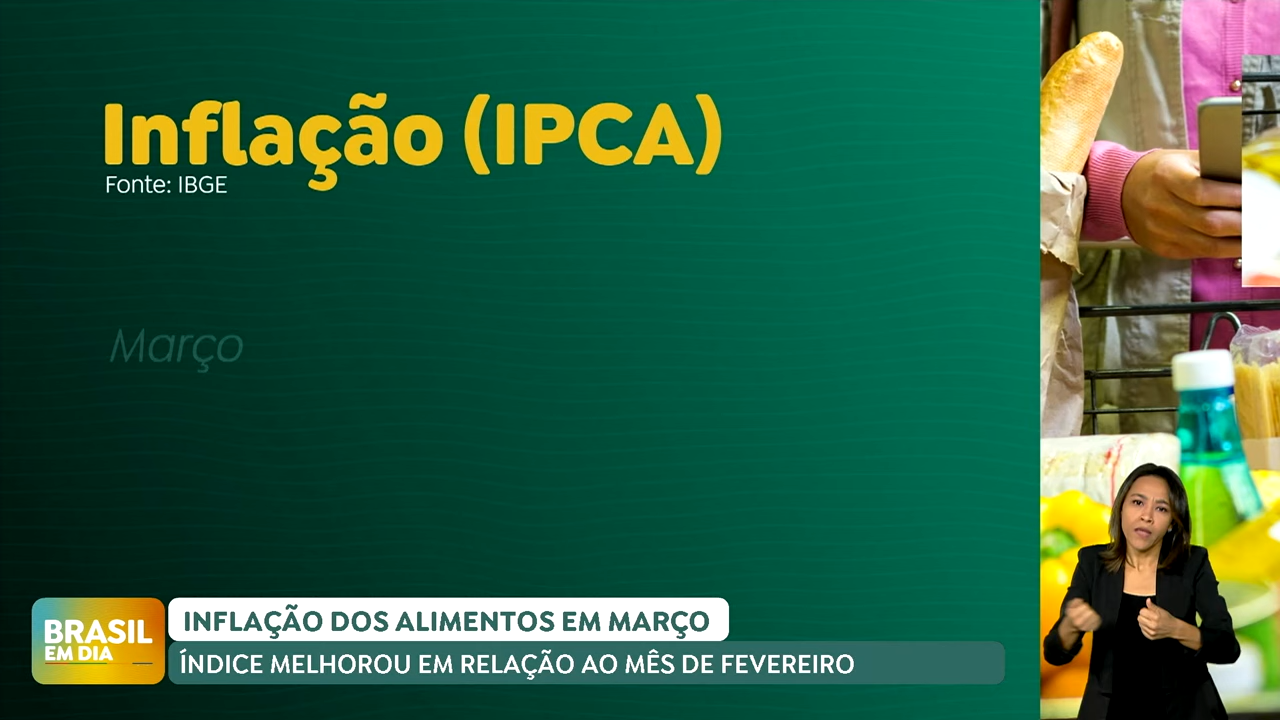 Inflação (IPCA)
Fonte: IBGE
Março
BRASIL
EM DIA
INFLAÇÃO DOS ALIMENTOS EM MARÇO
ÍNDICE MELHOROU EM RELAÇÃO AO MÊS DE FEVEREIRO